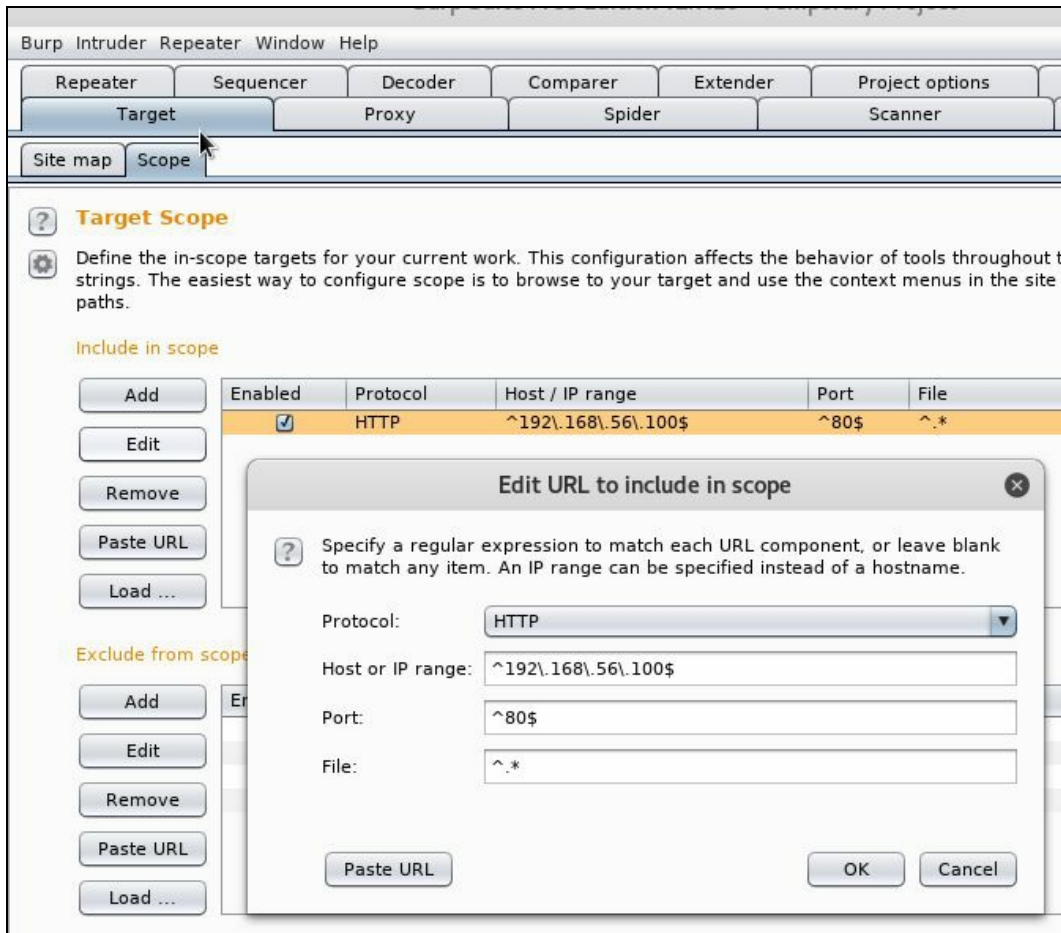 Burp Intruder Repeater Window Help
Repeater Sequencer Decoder Comparer Extender Project options
Target Proxy Spider Scanner
Site map Scope
? Target Scope
Define the in-scope targets for your current work. This configuration affects the behavior of tools throughout
strings. The easiest way to configure scope is to browse to your target and use the context menus in the site
paths.
Include in scope
Add Enabled Protocol Host / IP range Port File
HTTP ^192\.168\.56\.100$ ^80$ ^.*
Edit
Remove
Paste URL
Load ...
Edit URL to include in scope
? Specify a regular expression to match each URL component, or leave blank
to match any item. An IP range can be specified instead of a hostname.
Protocol: HTTP
Host or IP range: ^192\.168\.56\.100$
Port: ^80$
File: ^.*
Paste URL OK Cancel
Exclude from scope
Add
Edit
Remove
Paste URL
Load ...